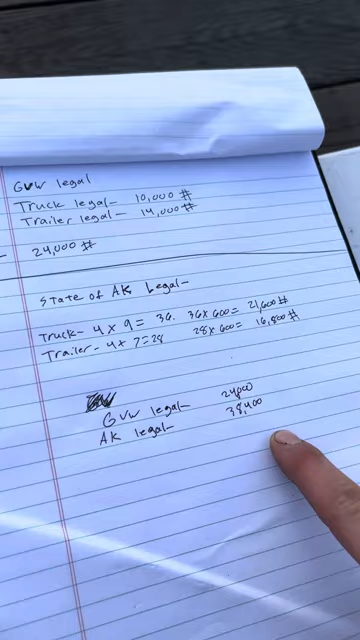 GVW legal
Truck legal- 10,000 #
Trailer legal- 14,000 #
24,000 #
State of AK Legal-
Truck- 4 x 9 = 36. 36 x 600 = 21,600 #
Trailer- 4 x 7 = 28 28 x 600 = 16,800 #
GVW legal 24,000
AK legal- 38,400